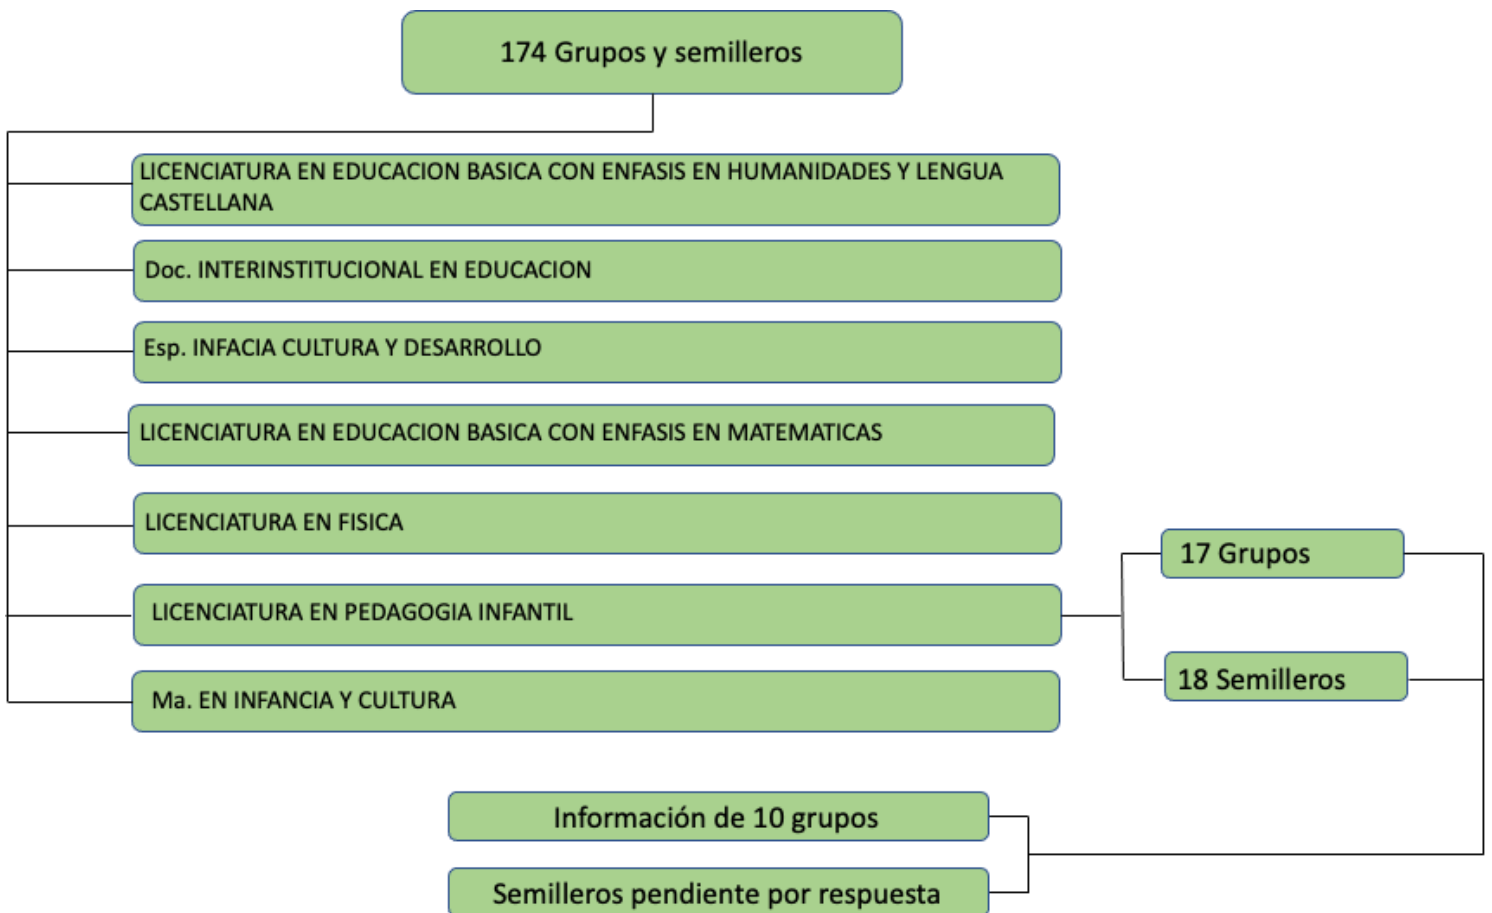 174 Grupos y semilleros
LICENCIATURA EN EDUCACION BASICA CON ENFASIS EN HUMANIDADES Y LENGUA
CASTELLANA
Doc. INTERINSTITUCIONAL EN EDUCACION
Esp. INFACIA CULTURA Y DESARROLLO
LICENCIATURA EN EDUCACION BASICA CON ENFASIS EN MATEMATICAS
LICENCIATURA EN FISICA
LICENCIATURA EN PEDAGOGIA INFANTIL
Ma. EN INFANCIA Y CULTURA
17 Grupos
18 Semilleros
Información de 10 grupos
Semilleros pendiente por respuesta